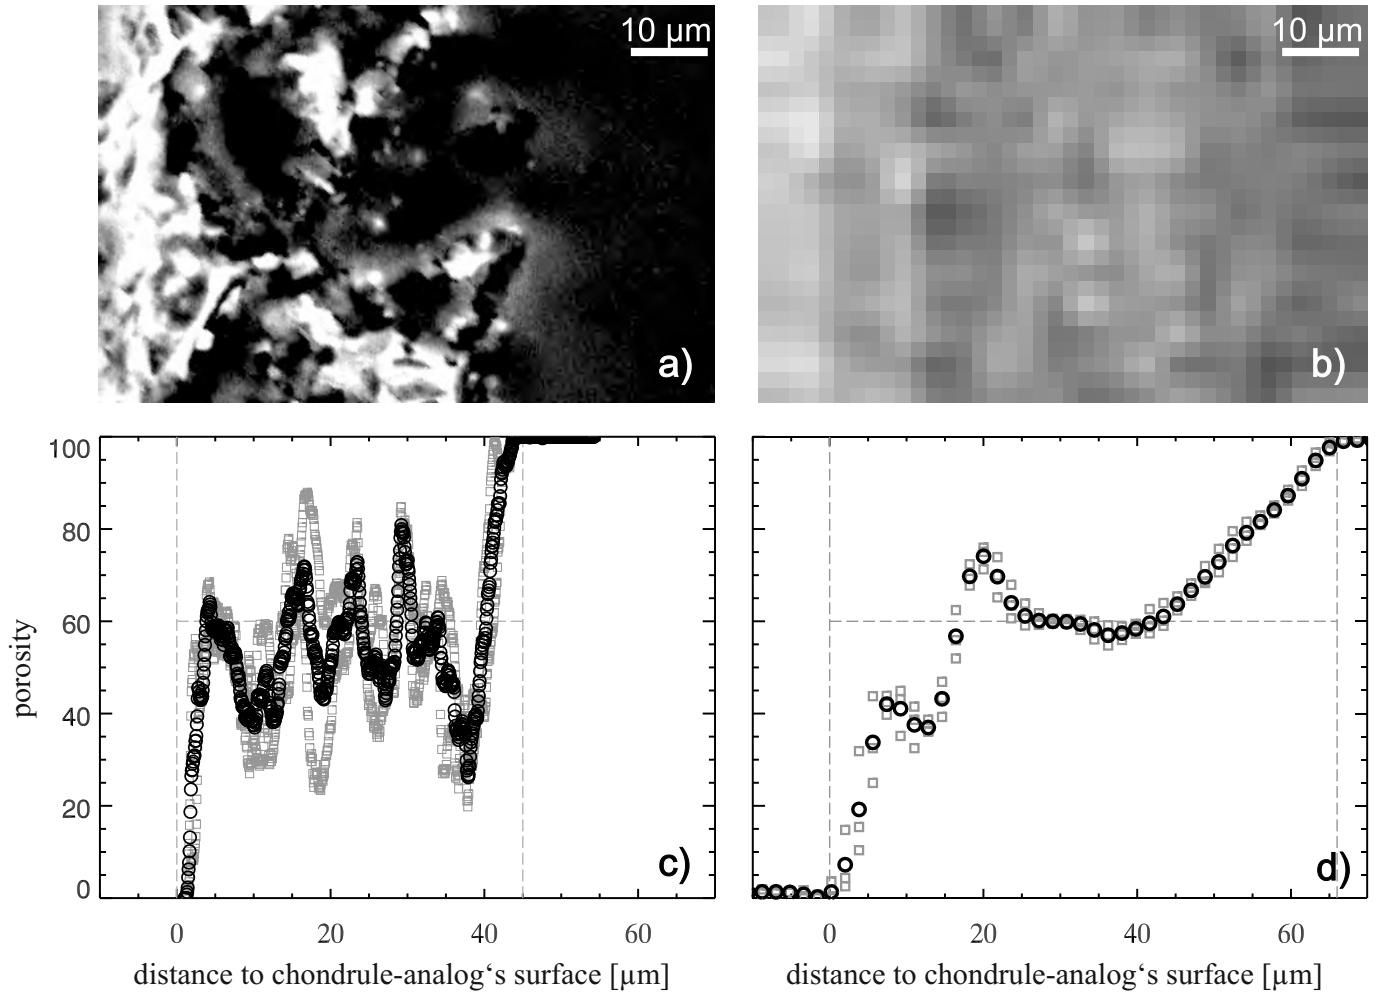 10 µm
10 µm
a)
b)
100
80
60
40
20
0
porosity
c)
d)
0 20 40 60
0 20 40 60
distance to chondrule-analog‘s surface [µm]
distance to chondrule-analog‘s surface [µm]